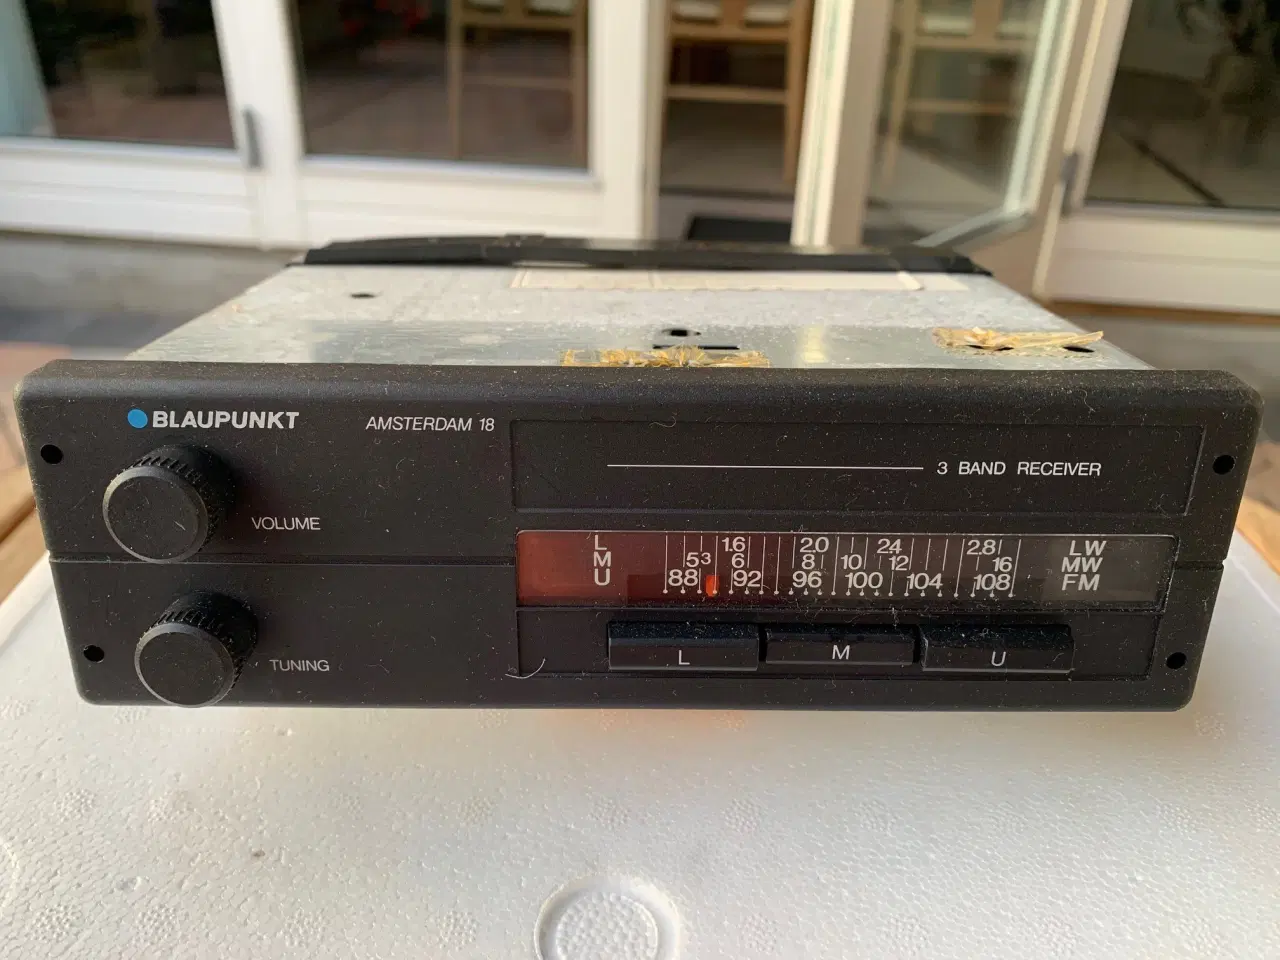 BLAUPUNKT
AMSTERDAM 18
3 BAND RECEIVER
VOLUME
L 1.6 2.0 2.4 2.8 LW
M 5³ 6 8 10 12 16 MW
U 88 92 96 100 104 108 FM
L M U
TUNING